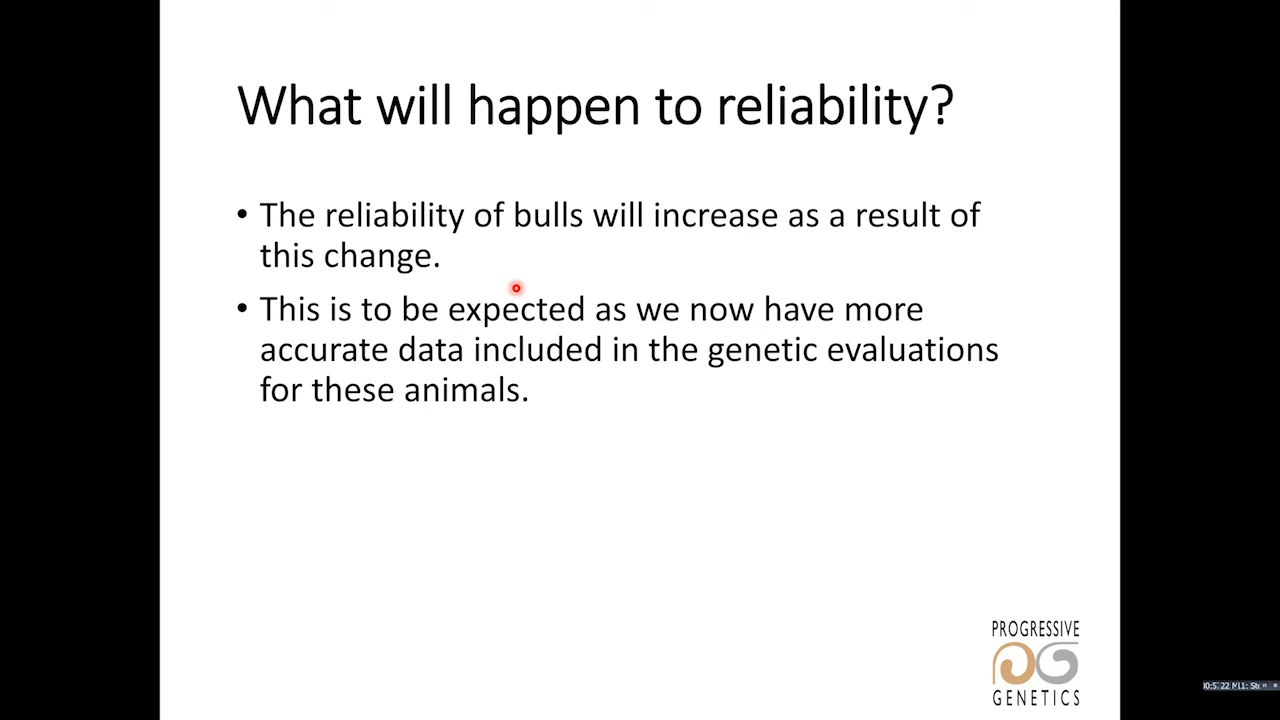 What will happen to reliability?
• The reliability of bulls will increase as a result of
this change.
• This is to be expected as we now have more
accurate data included in the genetic evaluations
for these animals.
PROGRESSIVE
GENETICS